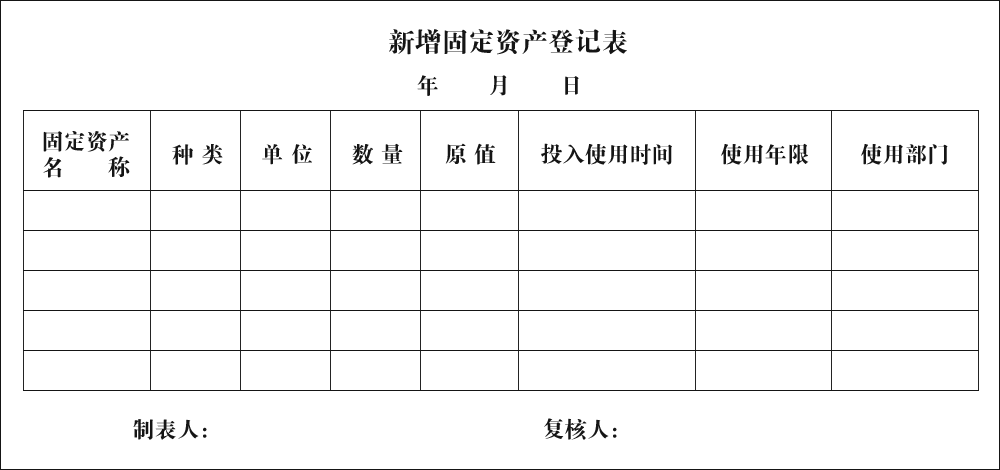 新增固定资产登记表
年 月 日
固定资产
名 称
种 类
单 位
数 量
原 值
投入使用时间
使用年限
使用部门
制表人：
复核人：